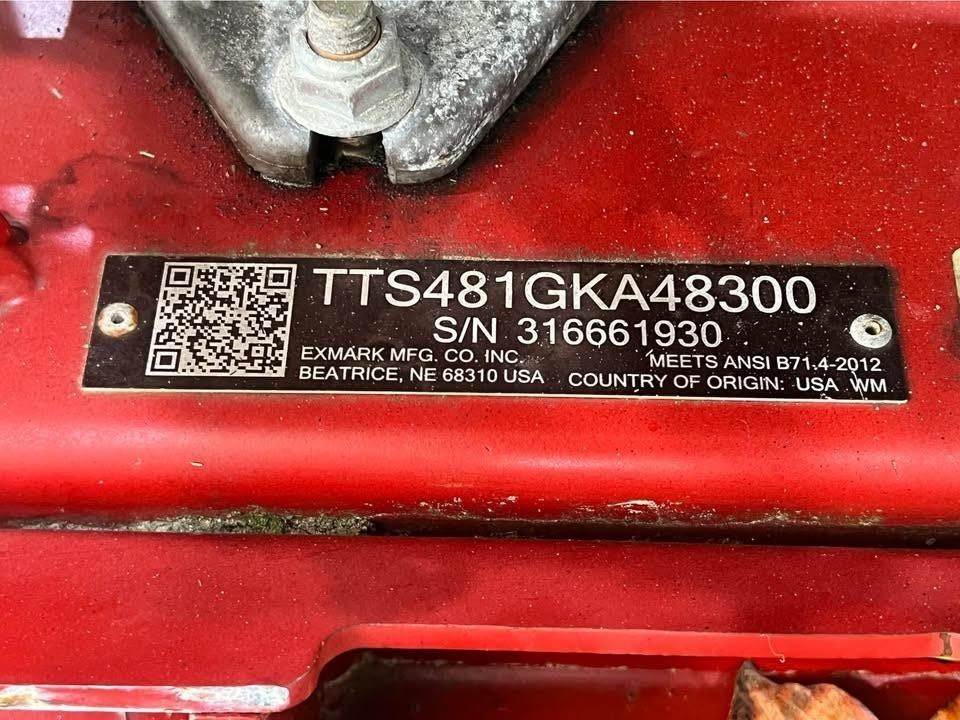 TTS481GKA48300
S/N 316661930
EXMARK MFG. CO. INC. MEETS ANSI B71.4-2012
BEATRICE, NE 68310 USA COUNTRY OF ORIGIN: USA WM